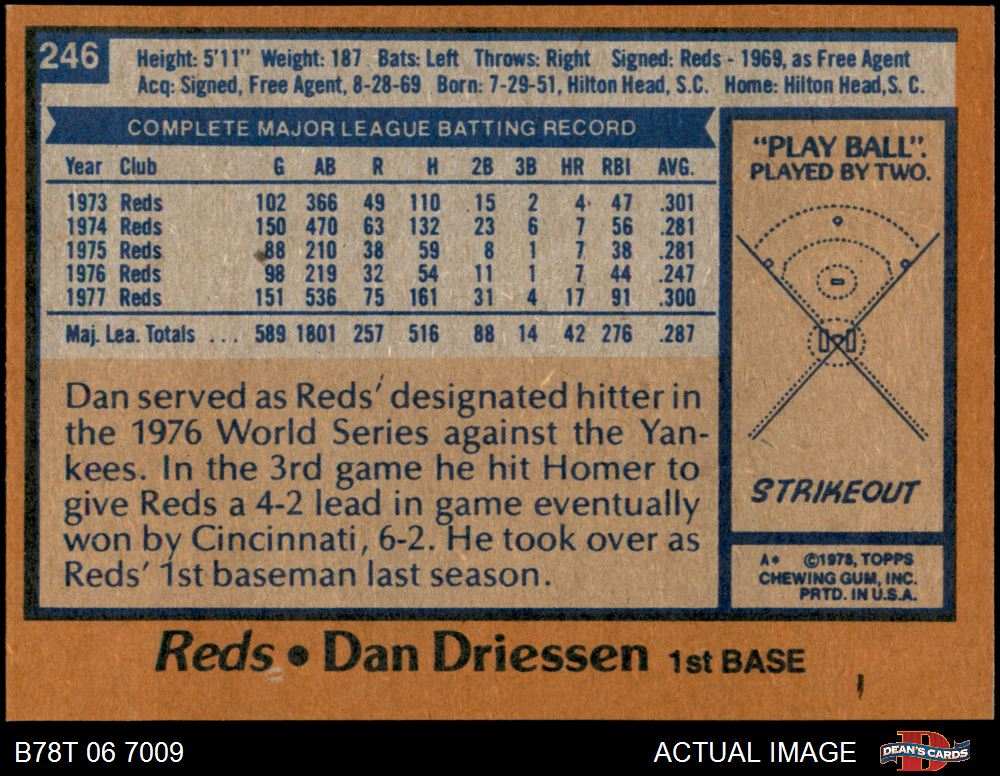 246
Height: 5'11" Weight: 187 Bats: Left Throws: Right Signed: Reds - 1969, as Free Agent
Acq: Signed, Free Agent, 8-28-69 Born: 7-29-51, Hilton Head, S.C. Home: Hilton Head, S. C.
COMPLETE MAJOR LEAGUE BATTING RECORD
Year Club G AB R H 2B 3B HR RBI AVG.
1973 Reds 102 366 49 110 15 2 4 47 .301
1974 Reds 150 470 63 132 23 6 7 56 .281
1975 Reds 88 210 38 59 8 1 7 38 .281
1976 Reds 98 219 32 54 11 1 7 44 .247
1977 Reds 151 536 75 161 31 4 17 91 .300
Maj. Lea. Totals ... 589 1801 257 516 88 14 42 276 .287
Dan served as Reds' designated hitter in
the 1976 World Series against the Yan-
kees. In the 3rd game he hit Homer to
give Reds a 4-2 lead in game eventually
won by Cincinnati, 6-2. He took over as
Reds' 1st baseman last season.
"PLAY BALL".
PLAYED BY TWO.
STRIKEOUT
A* ©1978, TOPPS
CHEWING GUM, INC.
PRTD. IN U.S.A.
Reds • Dan Driessen 1st BASE
B78T 06 7009
ACTUAL IMAGE
DEAN'S CARDS